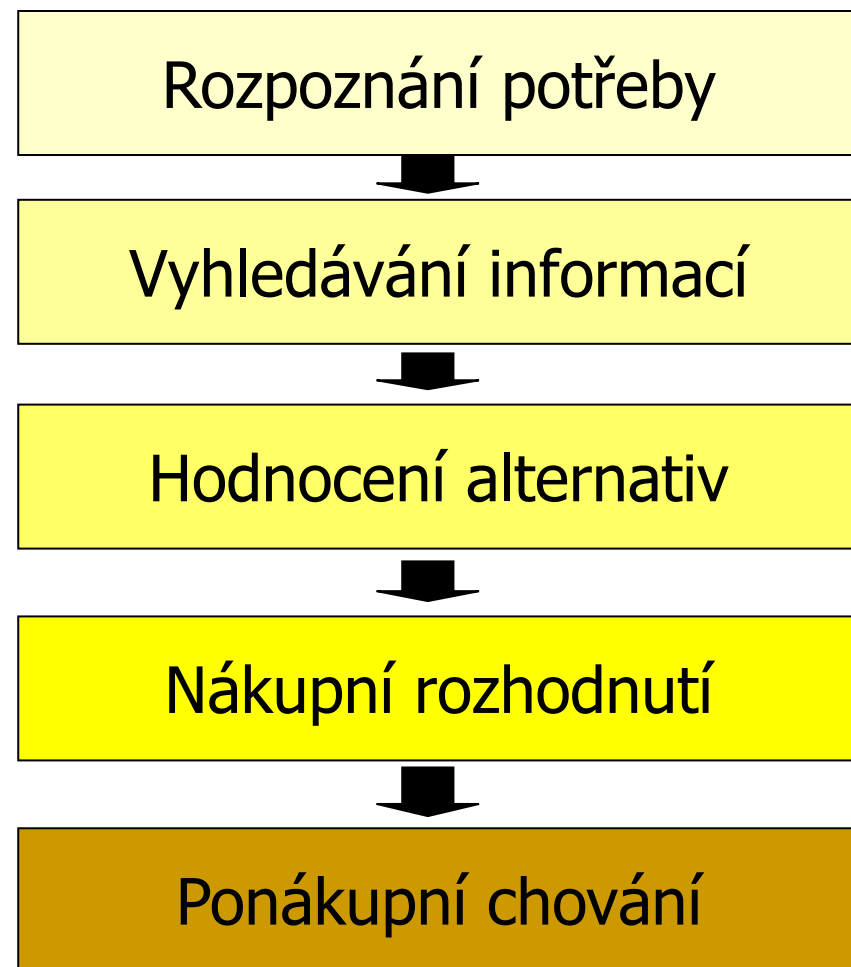 Rozpoznání potřeby
Vyhledávání informací
Hodnocení alternativ
Nákupní rozhodnutí
Ponákupní chování